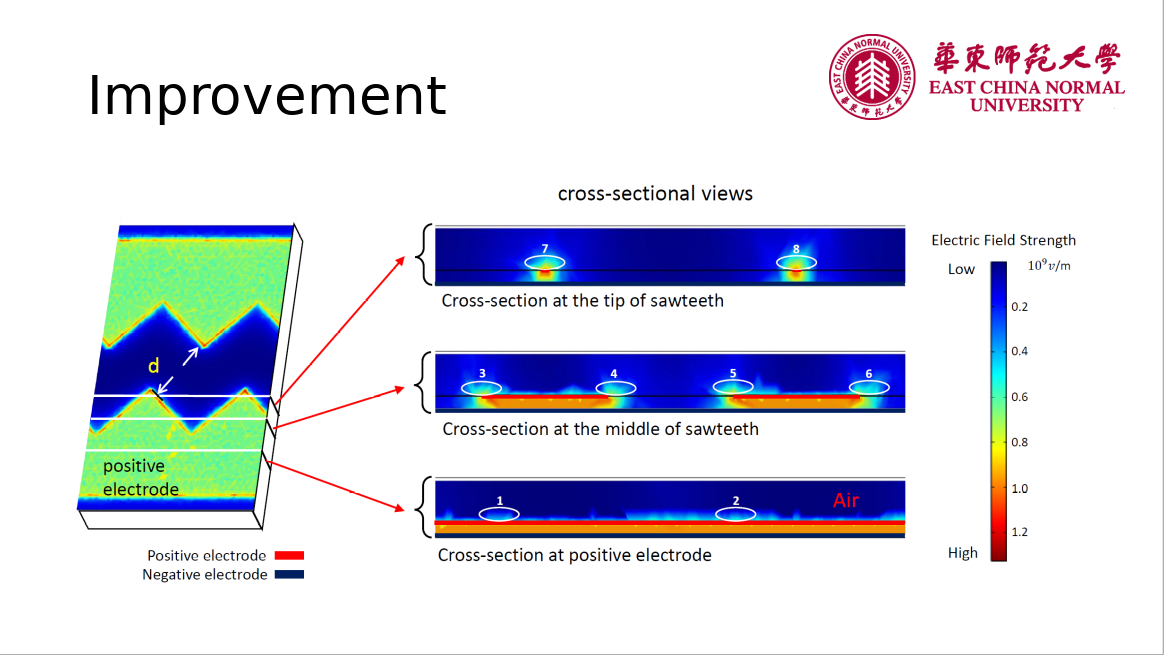 Improvement
EAST CHINA NORMAL UNIVERSITY
華東師範大學
華東師範大學
EAST CHINA NORMAL
UNIVERSITY
cross-sectional views
7
8
Cross-section at the tip of sawteeth
3
4
5
6
Cross-section at the middle of sawteeth
1
2
Air
Cross-section at positive electrode
d
positive
electrode
Positive electrode
Negative electrode
Electric Field Strength
Low
10⁹v/m
0.2
0.4
0.6
0.8
1.0
1.2
High